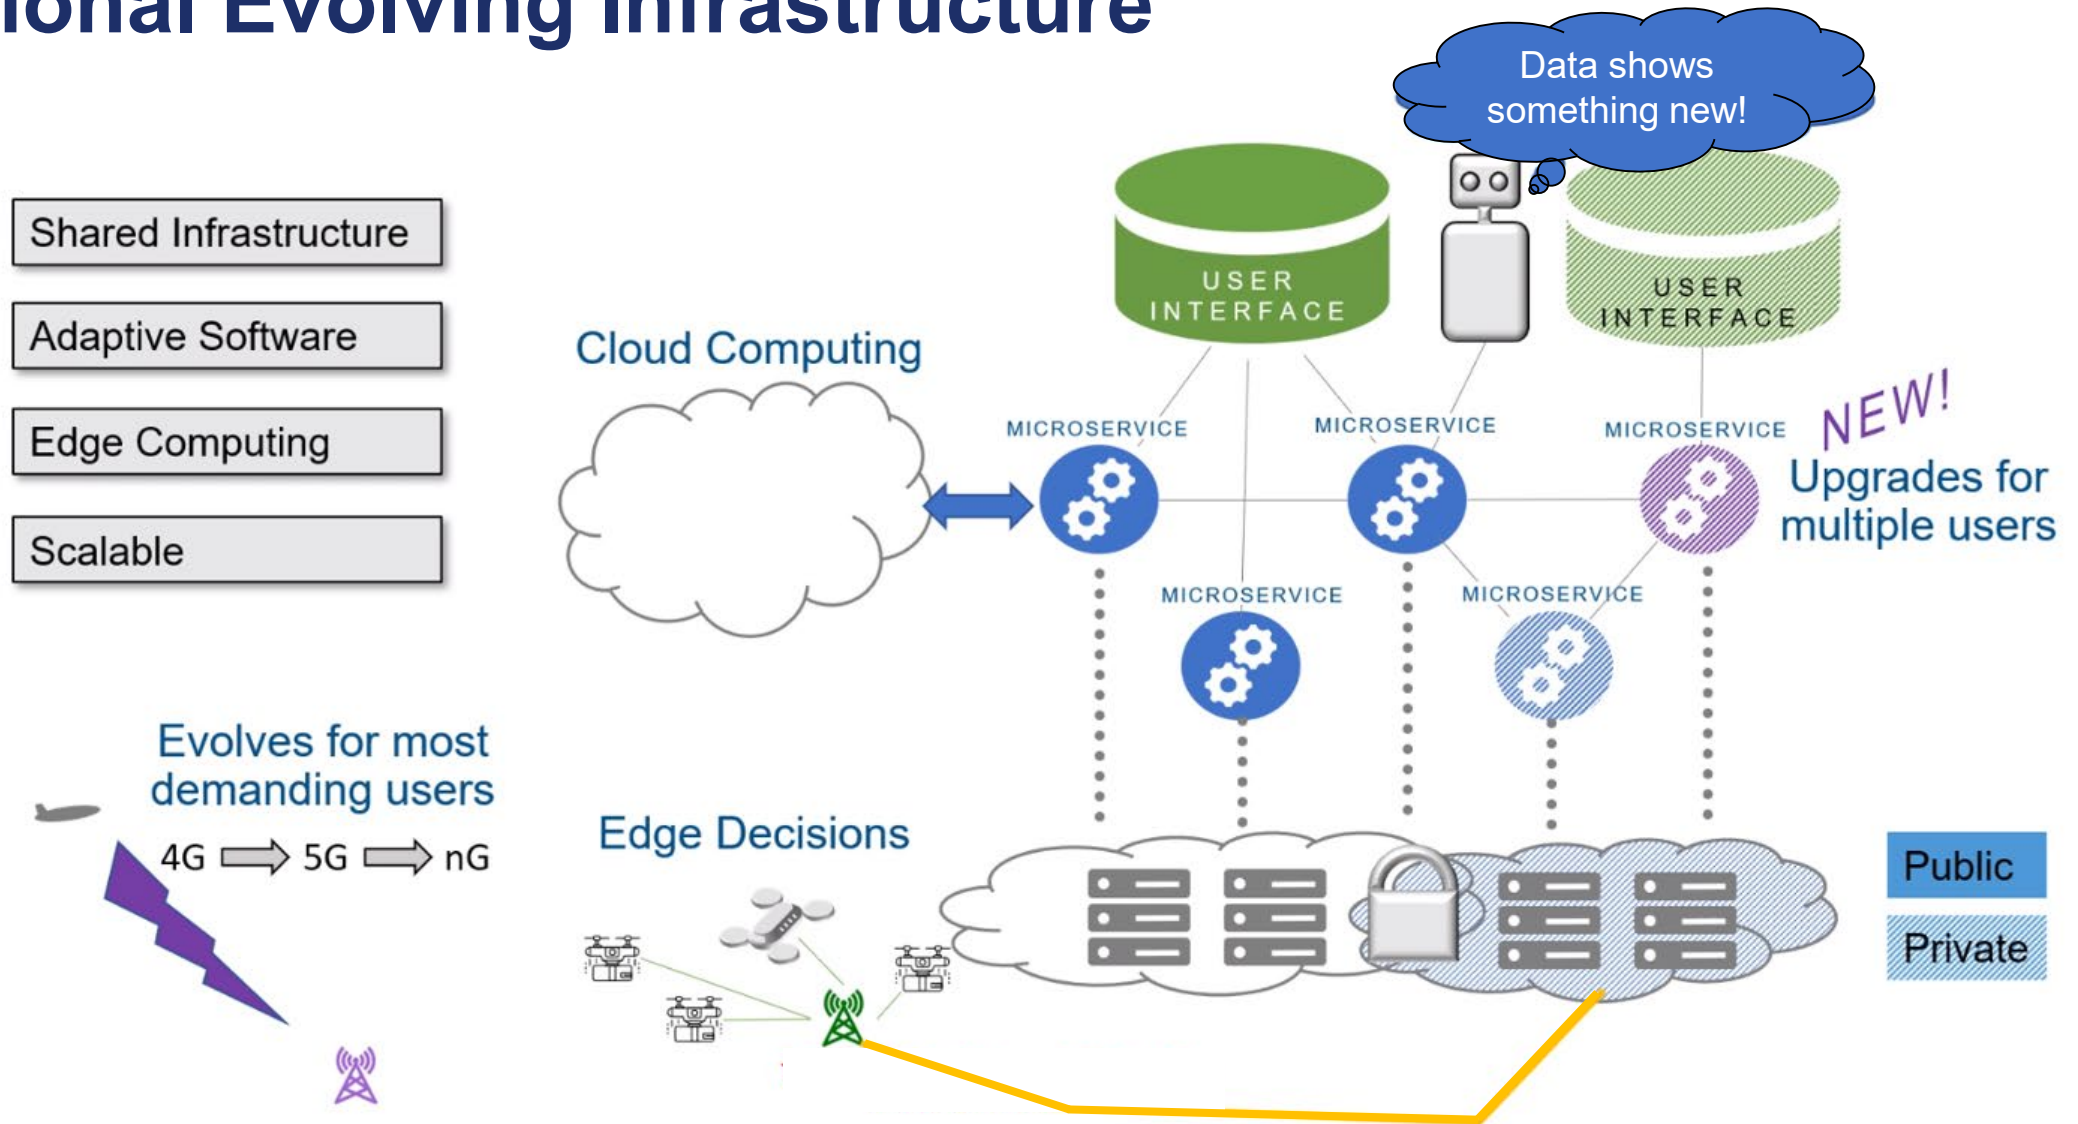 ional Evolving Infrastructure
Data shows
something new!
Shared Infrastructure
Adaptive Software
Edge Computing
Scalable
USER
INTERFACE
USER
INTERFACE
Cloud Computing
MICROSERVICE
MICROSERVICE
MICROSERVICE
NEW!
Upgrades for
multiple users
MICROSERVICE
MICROSERVICE
Evolves for most
demanding users
4G 5G nG
Edge Decisions
Public
Private